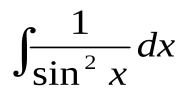 ∫ 1/sin² x dx